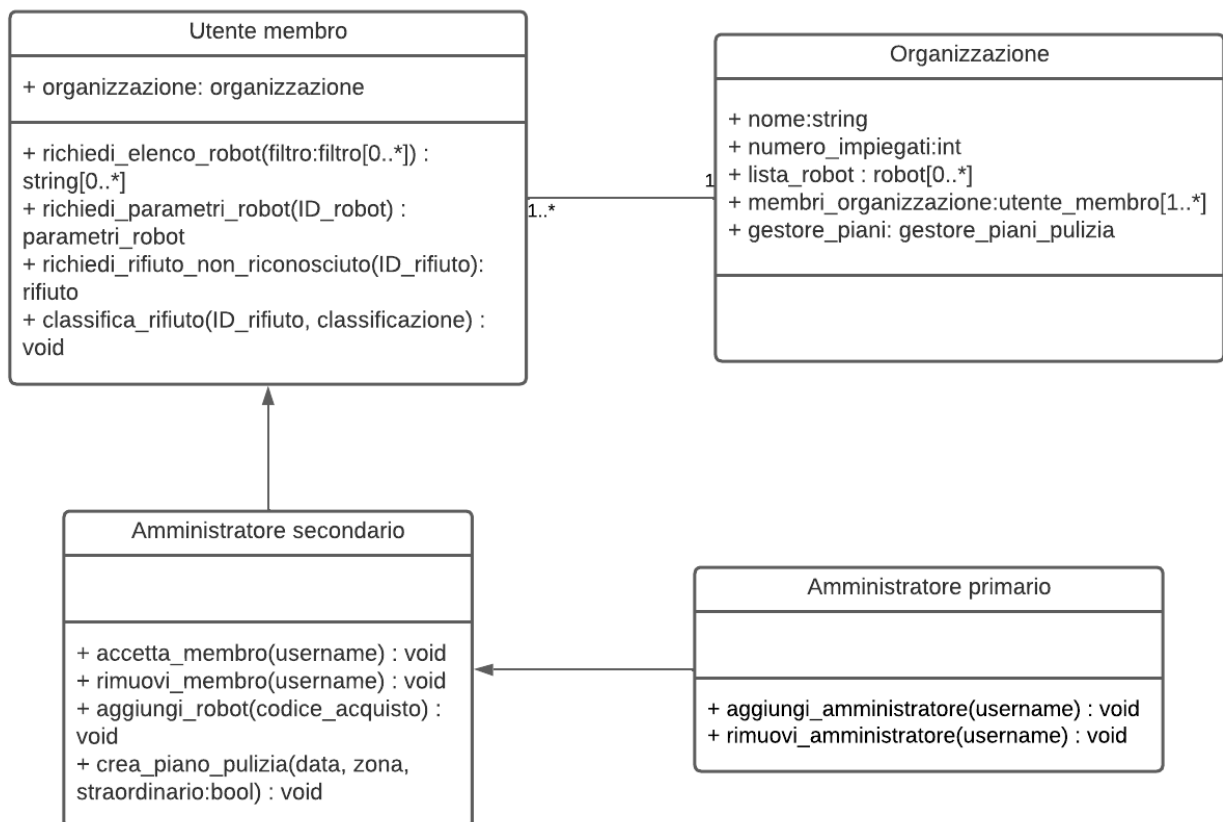 Utente membro
+ organizzazione: organizzazione
+ richiedi_elenco_robot(filtro:filtro[0..*]) :
string[0..*]
+ richiedi_parametri_robot(ID_robot) :
parametri_robot
+ richiedi_rifiuto_non_riconosciuto(ID_rifiuto):
rifiuto
+ classifica_rifiuto(ID_rifiuto, classificazione) :
void
1..*
1
Organizzazione
+ nome:string
+ numero_impiegati:int
+ lista_robot : robot[0..*]
+ membri_organizzazione:utente_membro[1..*]
+ gestore_piani: gestore_piani_pulizia
Amministratore secondario
+ accetta_membro(username) : void
+ rimuovi_membro(username) : void
+ aggiungi_robot(codice_acquisto) :
void
+ crea_piano_pulizia(data, zona,
straordinario:bool) : void
Amministratore primario
+ aggiungi_amministratore(username) : void
+ rimuovi_amministratore(username) : void